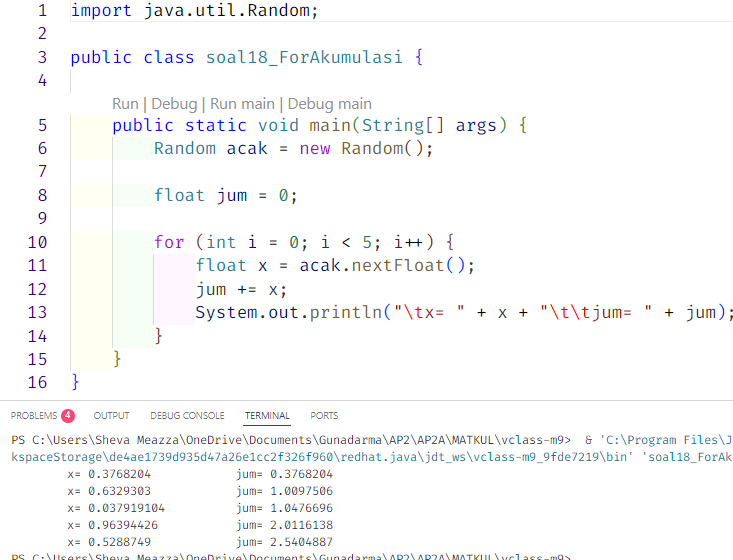 1 import java.util.Random;
2
3 public class soal18_ForAkumulasi {
4
Run | Debug | Run main | Debug main
5 public static void main(String[] args) {
6 Random acak = new Random();
7
8 float jum = 0;
9
10 for (int i = 0; i < 5; i++) {
11 float x = acak.nextFloat();
12 jum += x;
13 System.out.println("\tx= " + x + "\t\tjum= " + jum);
14 }
15 }
16 }
PROBLEMS 4 OUTPUT DEBUG CONSOLE TERMINAL PORTS
PS C:\Users\Sheva Meazza\OneDrive\Documents\Gunadarma\AP2\AP2A\MATKUL\vclass-m9> & 'C:\Program Files\J
kspaceStorage\de4ae1739d935d47a26e1cc2f326f960\redhat.java\jdt_ws\vclass-m9_9fde7219\bin' 'soal18_ForAk
x= 0.3768204 jum= 0.3768204
x= 0.6329303 jum= 1.0097506
x= 0.037919104 jum= 1.0476696
x= 0.96394426 jum= 2.0116138
x= 0.5288749 jum= 2.5404887
PS C:\Users\Sheva Meazza\OneDrive\Documents\Gunadarma\AP2\AP2A\MATKUL\vclass-m9>